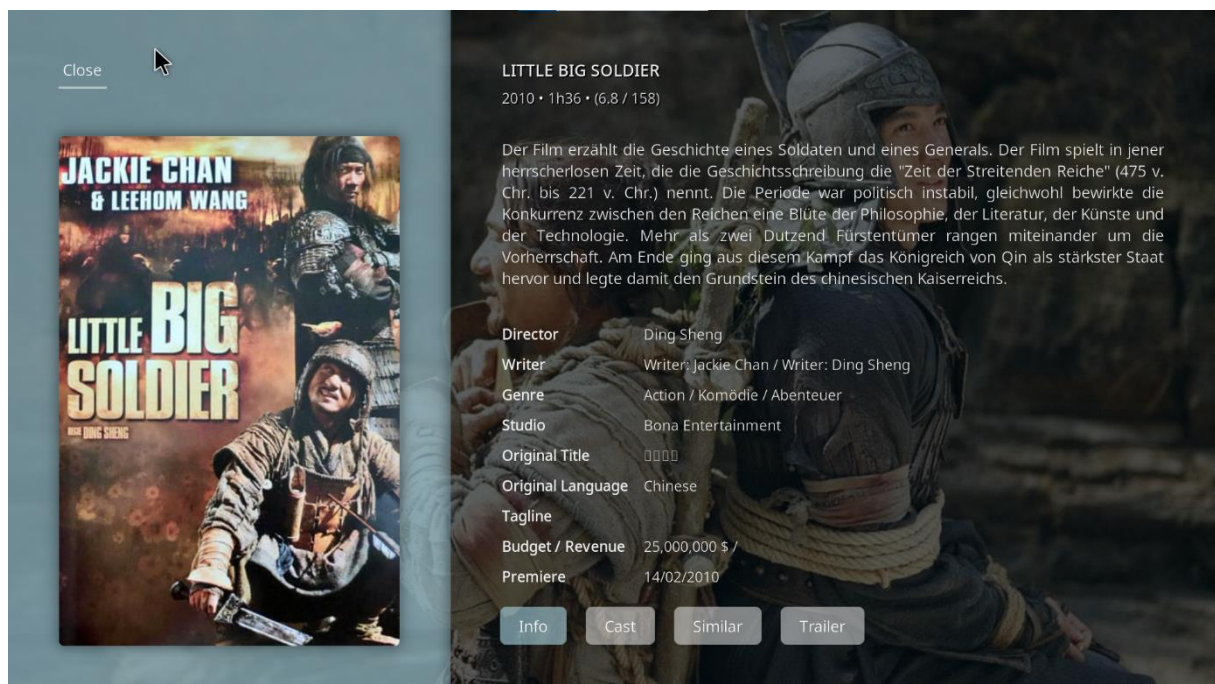 Close
JACKIE CHAN
& LEEHOM WANG
LITTLE BIG
SOLDIER
REGIE DING SHENG
LITTLE BIG SOLDIER
2010 • 1h36 • (6.8 / 158)
Der Film erzählt die Geschichte eines Soldaten und eines Generals. Der Film spielt in jener
herrscherlosen Zeit, die die Geschichtsschreibung die "Zeit der Streitenden Reiche" (475 v.
Chr. bis 221 v. Chr.) nennt. Die Periode war politisch instabil, gleichwohl bewirkte die
Konkurrenz zwischen den Reichen eine Blüte der Philosophie, der Literatur, der Künste und
der Technologie. Mehr als zwei Dutzend Fürstentümer rangen miteinander um die
Vorherrschaft. Am Ende ging aus diesem Kampf das Königreich von Qin als stärkster Staat
hervor und legte damit den Grundstein des chinesischen Kaiserreichs.
Director Ding Sheng
Writer Writer: Jackie Chan / Writer: Ding Sheng
Genre Action / Komödie / Abenteuer
Studio Bona Entertainment
Original Title
Original Language Chinese
Tagline
Budget / Revenue 25,000,000 $ /
Premiere 14/02/2010
Info Cast Similar Trailer